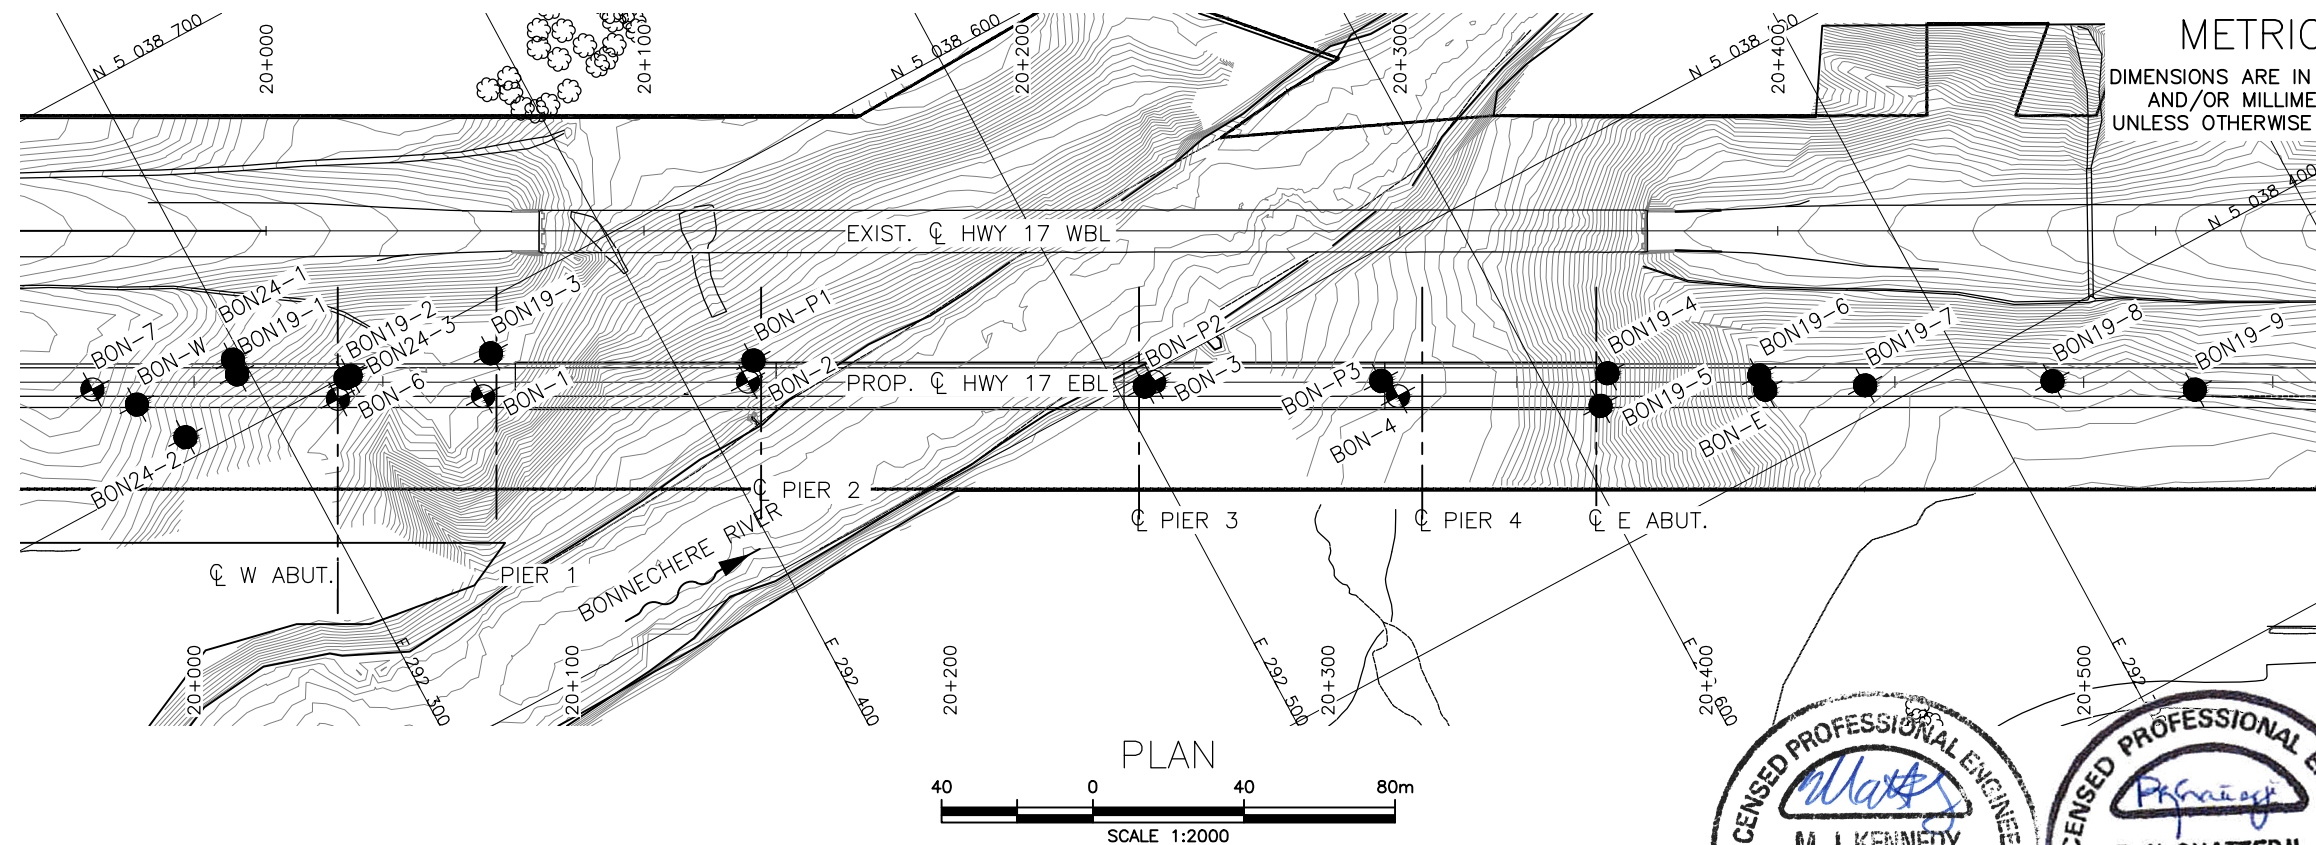 METRIC
DIMENSIONS ARE IN
AND/OR MILLIME
UNLESS OTHERWISE
N 5 038 700
20+000
20+100
N 5 038 600
20+200
20+300
N 5 038
20+400
N 5 038 400
EXIST. ℄ HWY 17 WBL
BON-7
BON-W
BON24-1
BON19-1
BON19-2
BON24-3
BON-6
BON19-3
BON-1
BON-P1
BON-2
PROP. ℄ HWY 17 EBL
BON-P2
BON-3
BON-P3
BON-4
BON19-4
BON19-5
BON19-6
BON-E
BON19-7
BON19-8
BON19-9
BON24-2
℄ PIER 2
℄ PIER 3
℄ PIER 4
℄ E ABUT.
℄ W ABUT.
PIER 1
BONNECHERE RIVER
20+000
E 292 300
20+100
E 292 400
20+200
E 292 500
20+300
20+400
E 292 600
20+500
E 292
PLAN
40 0 40 80m
SCALE 1:2000
CENSED PROFESSIONAL ENGINEER
M. J. KENNEDY
CENSED PROFESSIONAL E